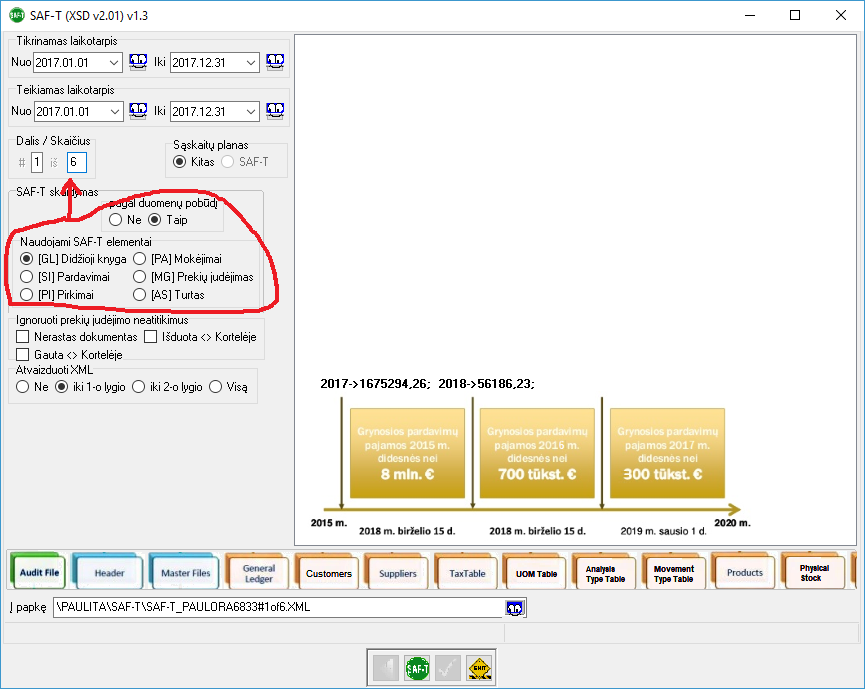 SAF-T (XSD v2.01) v1.3
Tikrinamas laikotarpis
Nuo 2017.01.01 Iki 2017.12.31
Teikiamas laikotarpis
Nuo 2017.01.01 Iki 2017.12.31
Dalis / Skaičius
# 1 iš 6
Sąskaitų planas
Kitas SAF-T
SAF-T skaidymas
pagal duomenų pobūdį
Ne Taip
Naudojami SAF-T elementai
[GL] Didžioji knyga [PA] Mokėjimai
[SI] Pardavimai [MG] Prekių judėjimas
[PI] Pirkimai [AS] Turtas
Ignoruoti prekių judėjimo neatitikimus
Nerastas dokumentas Išduota <> Kortelėje
Gauta <> Kortelėje
Atvaizduoti XML
Ne iki 1-o lygio iki 2-o lygio Visą
2017->1675294,26; 2018->56186,23;
Grynosios pardavimų
pajamos 2015 m.
didesnės nei
8 mln. €
Grynosios pardavimų
pajamos 2016 m.
didesnės nei
700 tūkst. €
Grynosios pardavimų
pajamos 2017 m.
didesnės nei
300 tūkst. €
2015 m.
2018 m. birželio 15 d.
2018 m. birželio 15 d.
2019 m. sausio 1 d.
2020 m.
Audit File
Header
Master Files
General
Ledger
Customers
Suppliers
TaxTable
UOM Table
Analysis
Type Table
Movement
Type Table
Products
Physical
Stock
Į papkę \PAULITA\SAF-T\SAF-T_PAULORA6833#1of6.XML
SAF-T
EXIT